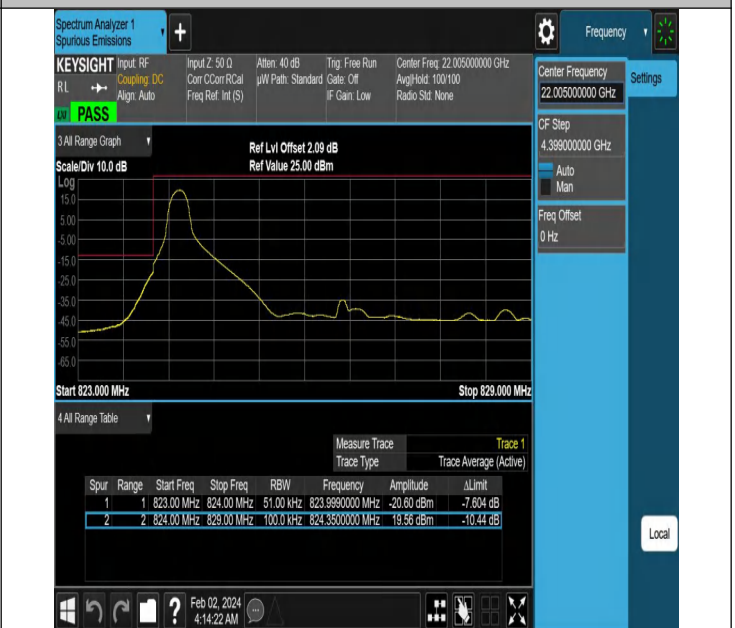 Spectrum Analyzer 1
Spurious Emissions
+
Frequency
KEYSIGHT Input: RF Input Z: 50 Ω Atten: 40 dB Trig: Free Run Center Freq: 22.005000000 GHz
RL Coupling: DC Corr CCorr RCal µW Path: Standard Gate: Off Avg|Hold: 100/100
Align: Auto Freq Ref: Int (S) IF Gain: Low Radio Std: None
LXI PASS
Center Frequency
22.005000000 GHz
Settings
CF Step
4.399000000 GHz
Auto
Man
Freq Offset
0 Hz
3 All Range Graph
Ref Lvl Offset 2.09 dB
Scale/Div 10.0 dB Ref Value 25.00 dBm
Log
15.0
5.00
-5.00
-15.0
-25.0
-35.0
-45.0
-55.0
-65.0
Start 823.000 MHz Stop 829.000 MHz
4 All Range Table
Measure Trace Trace 1
Trace Type Trace Average (Active)
Spur Range Start Freq Stop Freq RBW Frequency Amplitude ΔLimit
1 1 823.00 MHz 824.00 MHz 51.00 kHz 823.9990000 MHz -20.60 dBm -7.604 dB
2 2 824.00 MHz 829.00 MHz 100.0 kHz 824.3500000 MHz 19.56 dBm -10.44 dB
Local
? Feb 02, 2024
4:14:22 AM